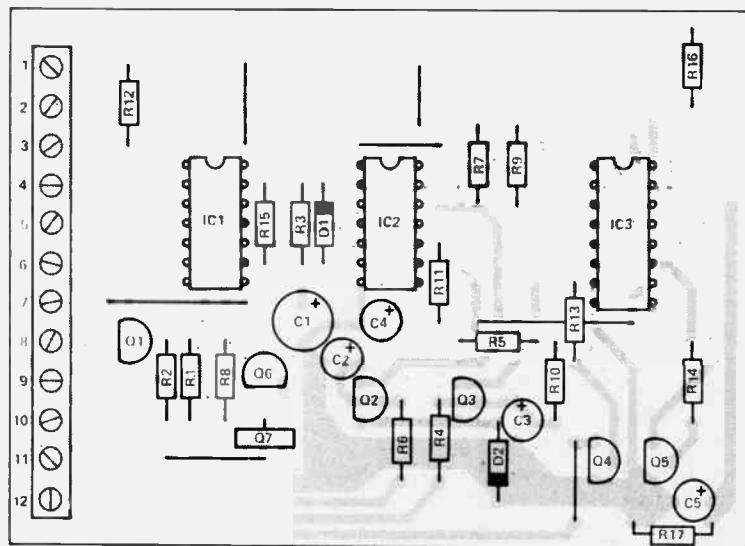 1
2
3
4
5
6
7
8
9
10
11
12
R12
R16
R7
R9
IC1
R15
R3
D1
IC2
IC3
R11
C1
C4
R13
Q1
C2
R5
R2
R1
R8
Q6
R10
R14
Q2
Q3
C3
Q7
R6
R4
D2
Q4
Q5
C5
R17
+
+
+
+
+